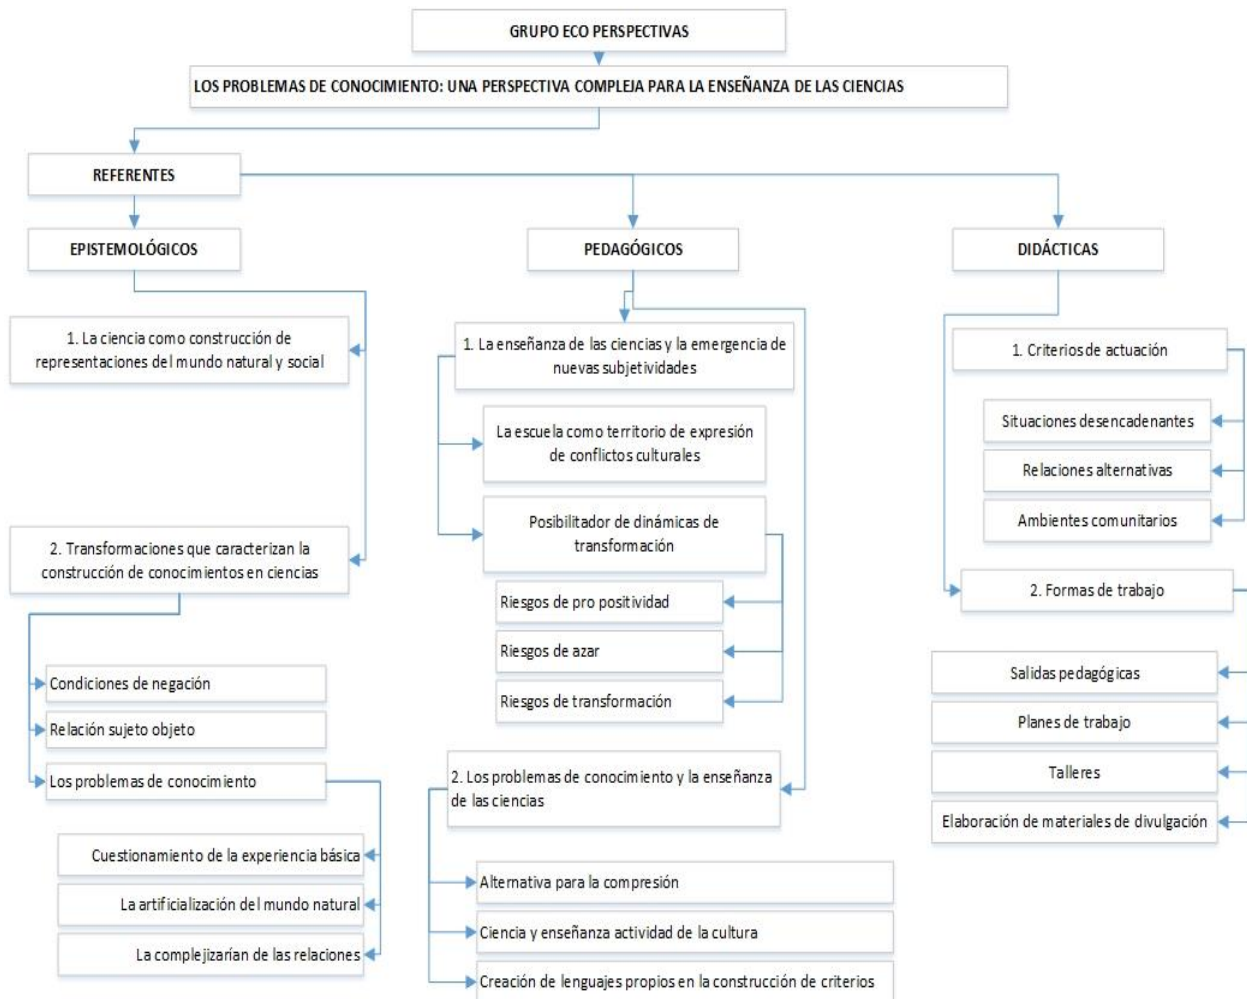 GRUPO ECO PERSPECTIVAS
LOS PROBLEMAS DE CONOCIMIENTO: UNA PERSPECTIVA COMPLEJA PARA LA ENSEÑANZA DE LAS CIENCIAS
REFERENTES
EPISTEMOLÓGICOS
1. La ciencia como construcción de
representaciones del mundo natural y social
2. Transformaciones que caracterizan la
construcción de conocimientos en ciencias
Condiciones de negación
Relación sujeto objeto
Los problemas de conocimiento
Cuestionamiento de la experiencia básica
La artificialización del mundo natural
La complejizarían de las relaciones
PEDAGÓGICOS
1. La enseñanza de las ciencias y la emergencia de
nuevas subjetividades
La escuela como territorio de expresión
de conflictos culturales
Posibilitador de dinámicas de
transformación
Riesgos de pro positividad
Riesgos de azar
Riesgos de transformación
2. Los problemas de conocimiento y la enseñanza
de las ciencias
Alternativa para la compresión
Ciencia y enseñanza actividad de la cultura
Creación de lenguajes propios en la construcción de criterios
DIDÁCTICAS
1. Criterios de actuación
Situaciones desencadenantes
Relaciones alternativas
Ambientes comunitarios
2. Formas de trabajo
Salidas pedagógicas
Planes de trabajo
Talleres
Elaboración de materiales de divulgación